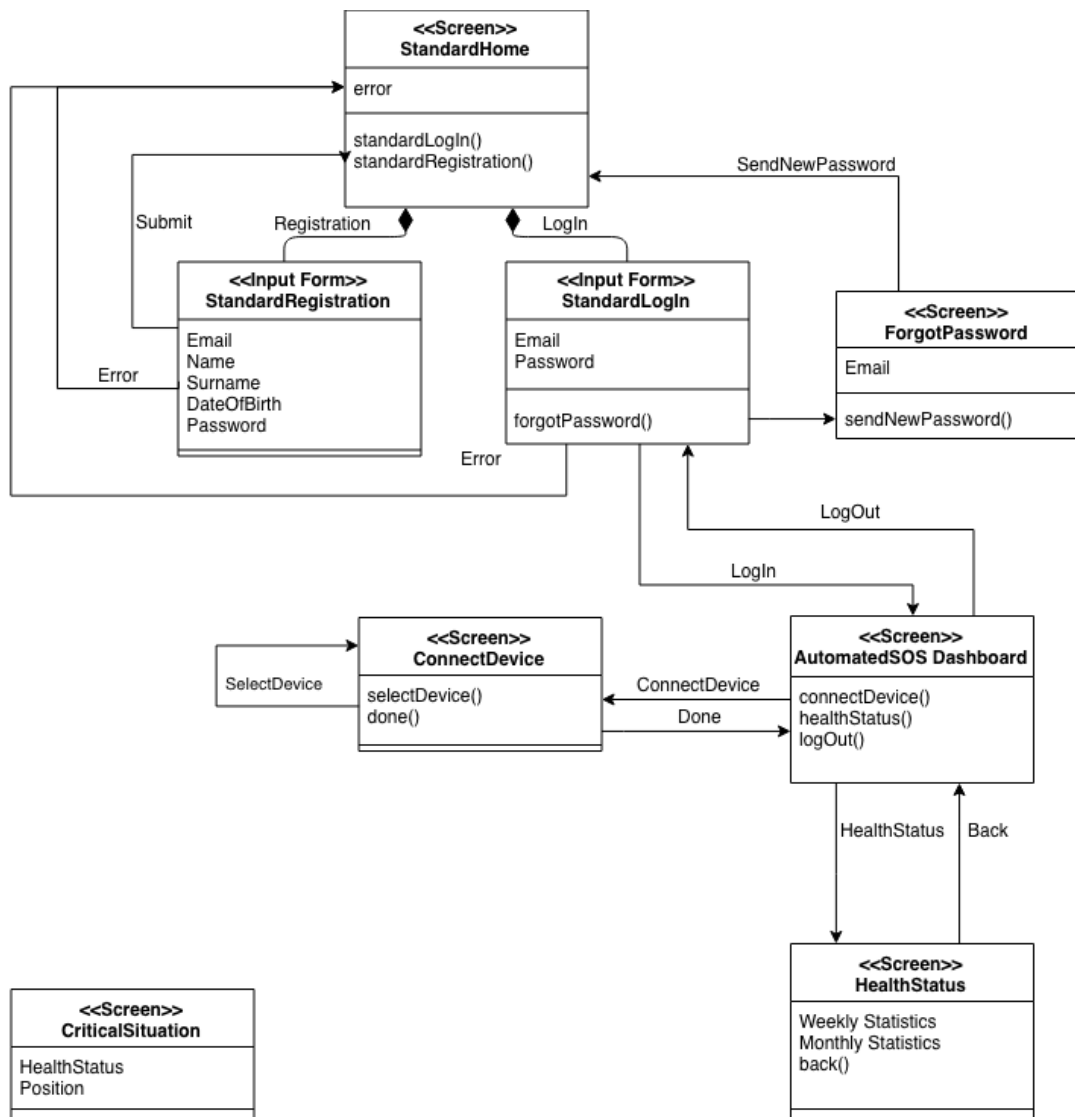 <<Screen>>
StandardHome
error
standardLogIn()
standardRegistration()
SendNewPassword
Submit
Registration
LogIn
<<Input Form>>
StandardRegistration
Email
Name
Surname
DateOfBirth
Password
Error
<<Input Form>>
StandardLogIn
Email
Password
forgotPassword()
Error
<<Screen>>
ForgotPassword
Email
sendNewPassword()
LogOut
LogIn
<<Screen>>
ConnectDevice
selectDevice()
done()
SelectDevice
ConnectDevice
Done
<<Screen>>
AutomatedSOS Dashboard
connectDevice()
healthStatus()
logOut()
HealthStatus
Back
<<Screen>>
HealthStatus
Weekly Statistics
Monthly Statistics
back()
<<Screen>>
CriticalSituation
HealthStatus
Position